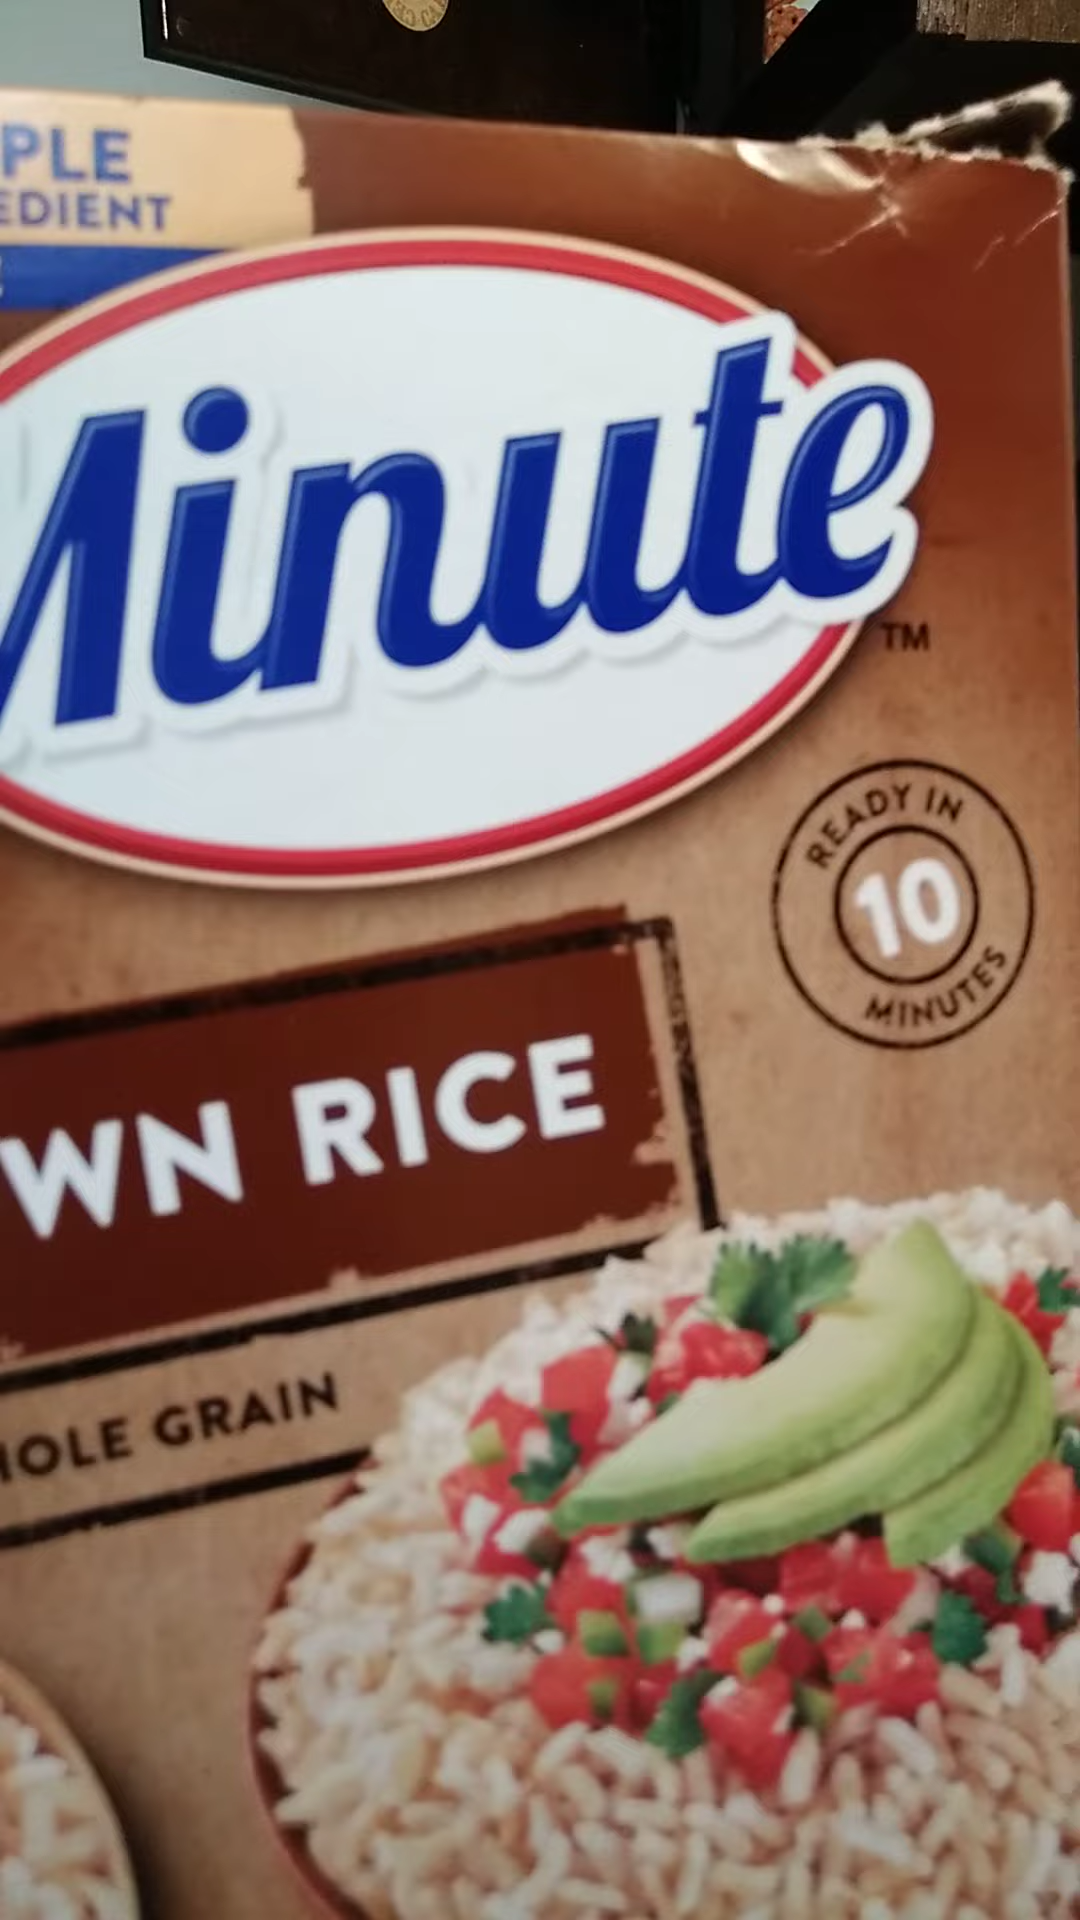 PLE
EDIENT
Minute
TM
READY IN
10
MINUTES
WN RICE
HOLE GRAIN